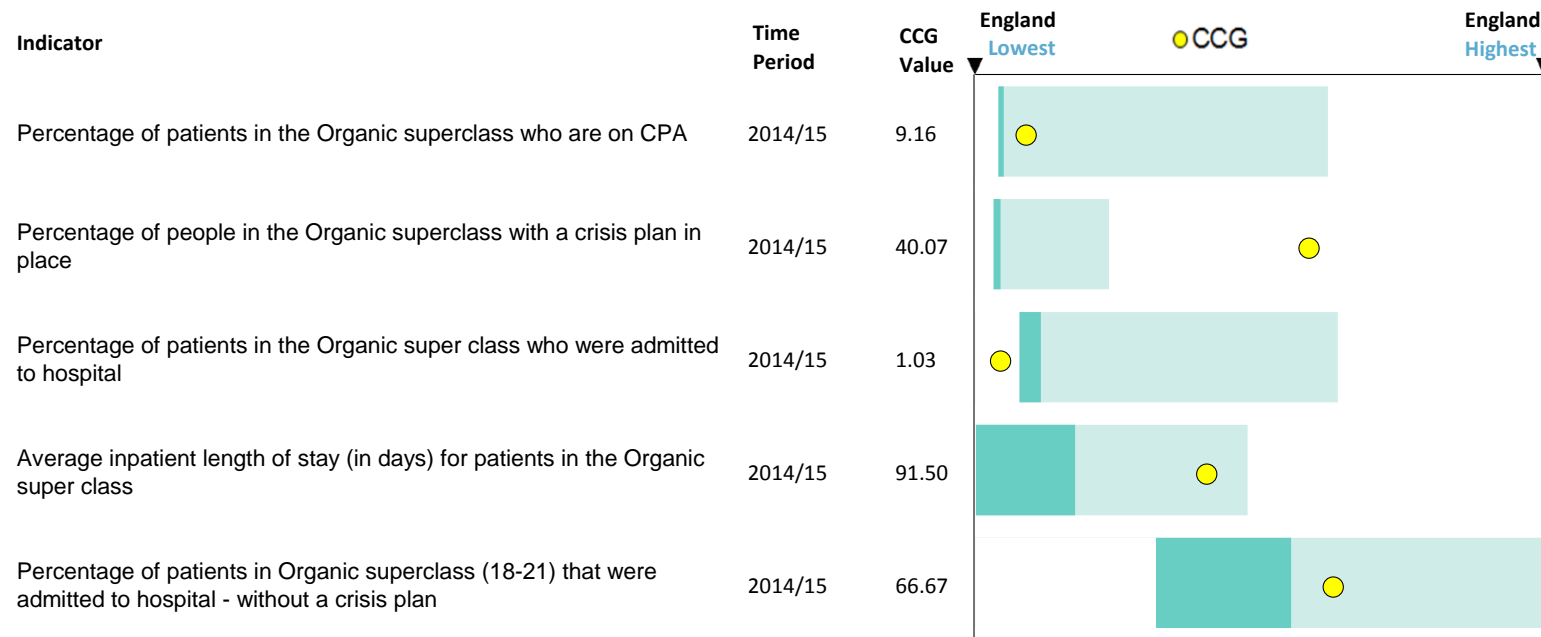 Indicator
Time
Period
CCG
Value
England
Lowest
CCG
England
Highest
Percentage of patients in the Organic superclass who are on CPA
2014/15
9.16
Percentage of people in the Organic superclass with a crisis plan in
place
2014/15
40.07
Percentage of patients in the Organic super class who were admitted
to hospital
2014/15
1.03
Average inpatient length of stay (in days) for patients in the Organic
super class
2014/15
91.50
Percentage of patients in Organic superclass (18-21) that were
admitted to hospital - without a crisis plan
2014/15
66.67